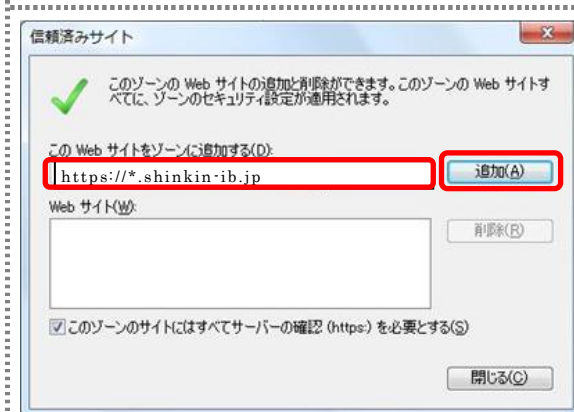 信頼済みサイト
このゾーンの Web サイトの追加と削除ができます。このゾーンの Web サイトす
べてに、ゾーンのセキュリティ設定が適用されます。
この Web サイトをゾーンに追加する(D):
https://*.shinkin-ib.jp
追加(A)
Web サイト(W):
削除(R)
このゾーンのサイトにはすべてサーバーの確認 (https:) を必要とする(S)
閉じる(C)